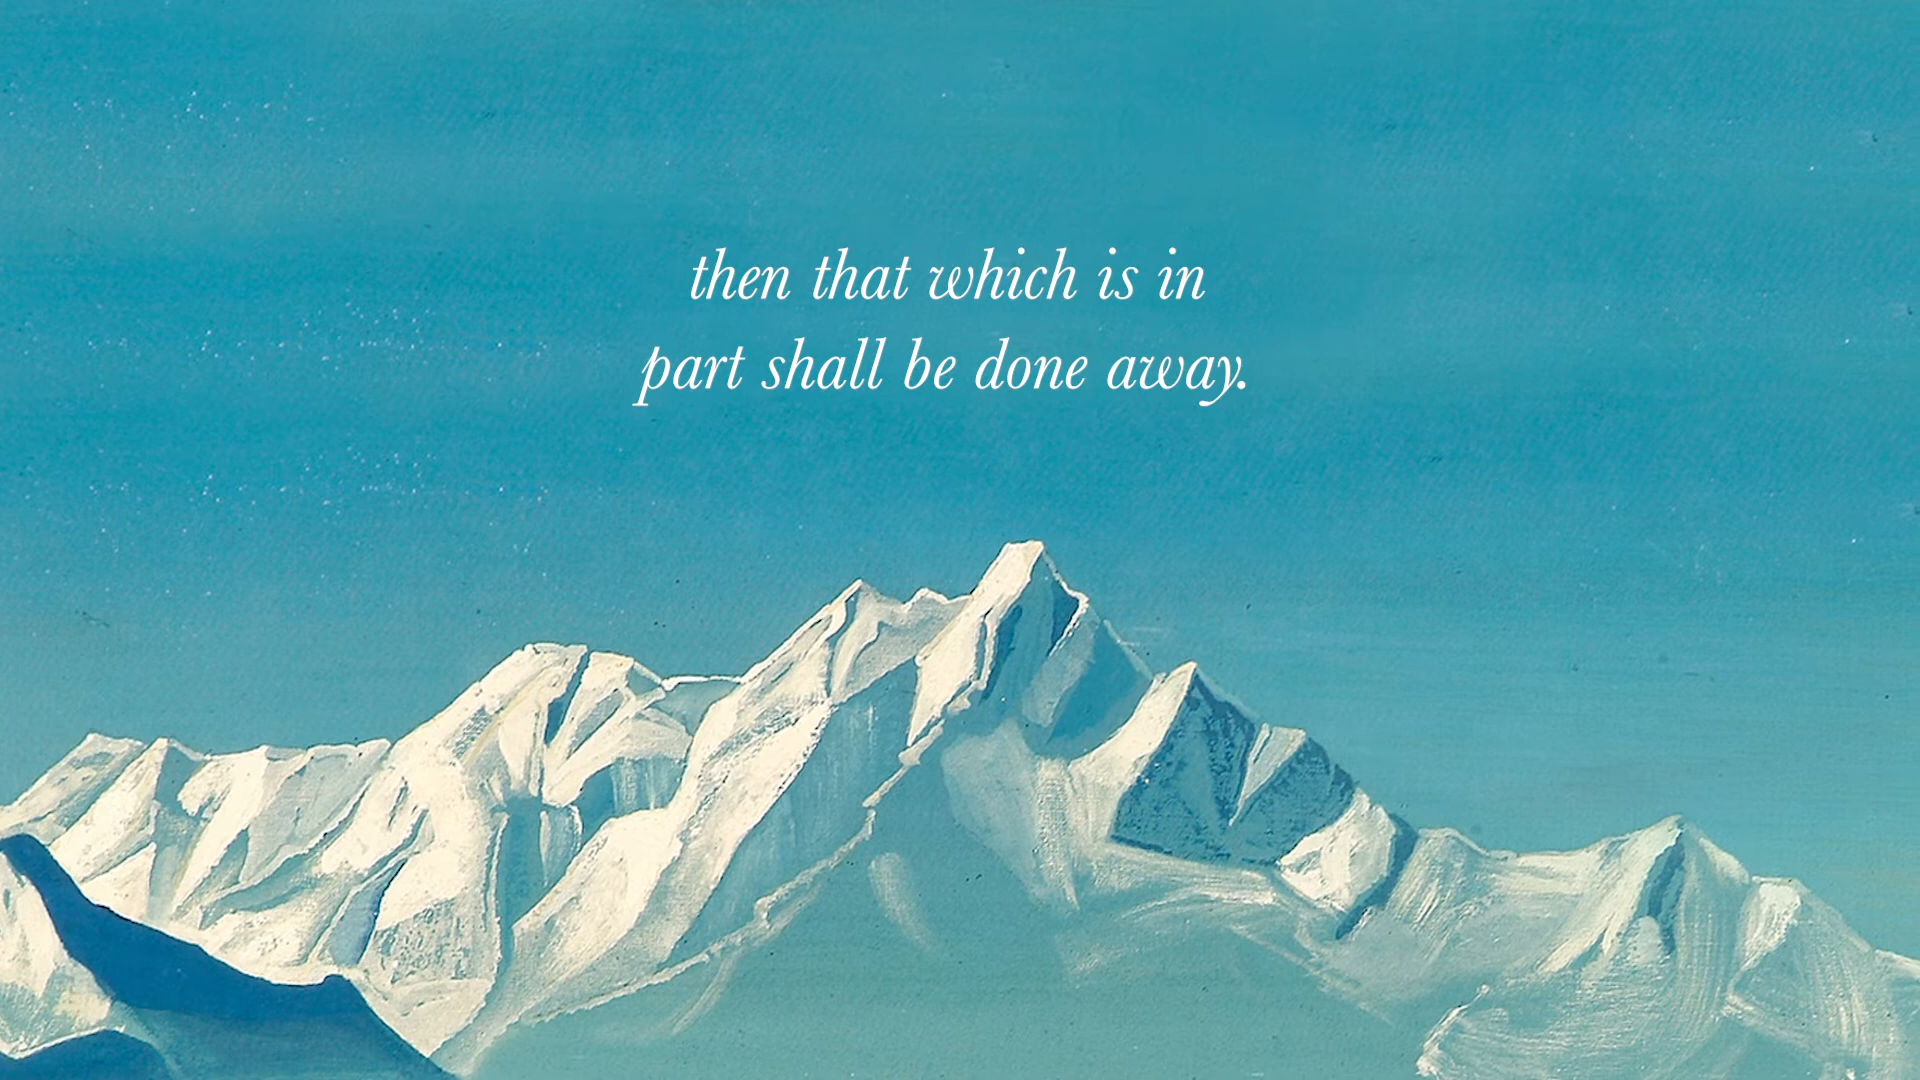 then that which is in
part shall be done away.